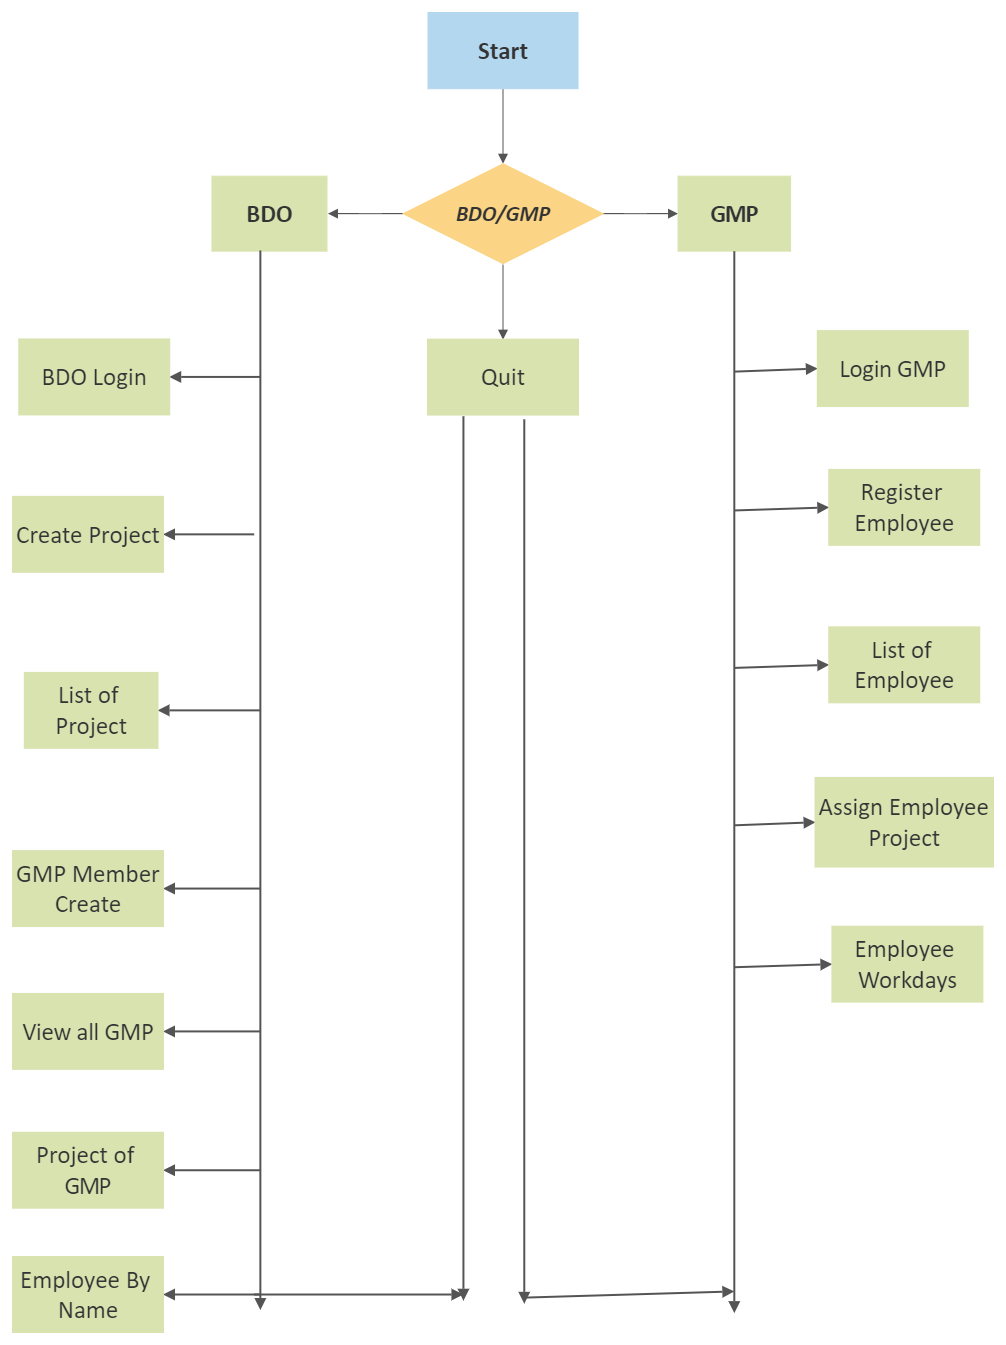 Start
BDO
BDO/GMP
GMP
BDO Login
Quit
Login GMP
Create Project
Register
Employee
List of
Project
List of
Employee
GMP Member
Create
Assign Employee
Project
View all GMP
Employee
Workdays
Project of
GMP
Employee By
Name